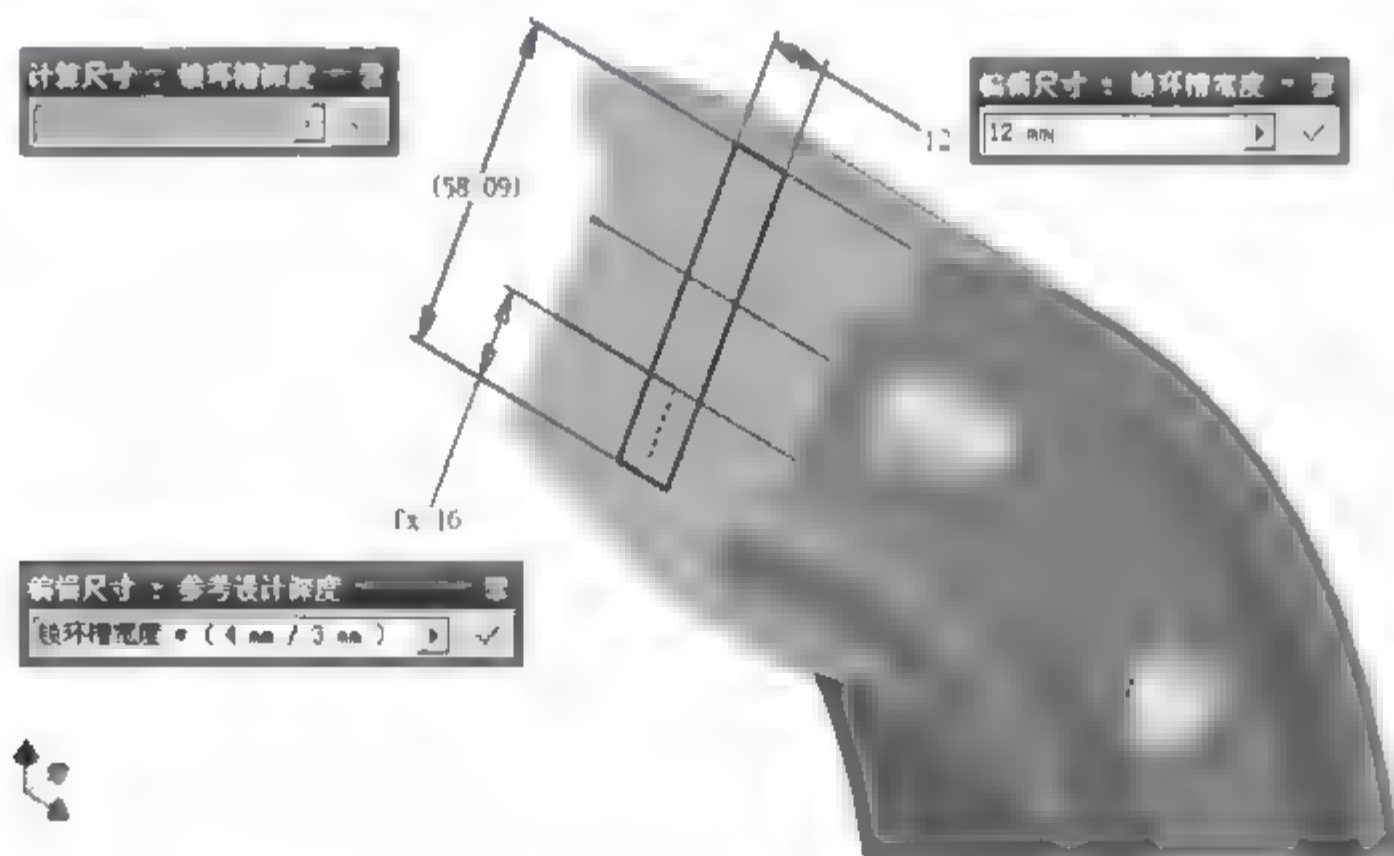 计算尺寸 : 锁环槽深度
12
编辑尺寸 : 锁环槽宽度
12 mm
(58 09)
fx 16
编辑尺寸 : 参考设计深度
锁环槽宽度 * ( 4 mm / 3 mm )